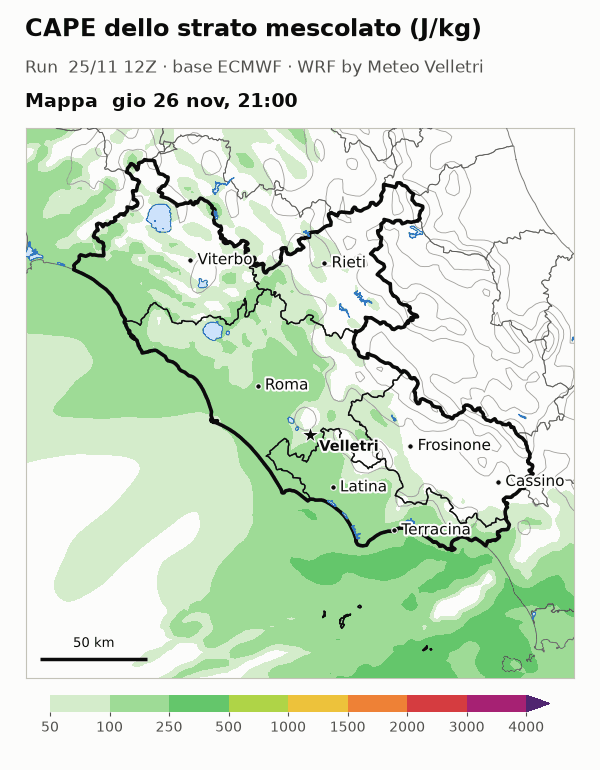 CAPE dello strato mescolato (J/kg)
Run  25/11 12Z · base ECMWF · WRF by Meteo Velletri
Mappa  gio 26 nov, 21:00
Viterbo
Rieti
Roma
Velletri
Frosinone
Cassino
Latina
Terracina
50 km
50 100 250 500 1000 1500 2000 3000 4000